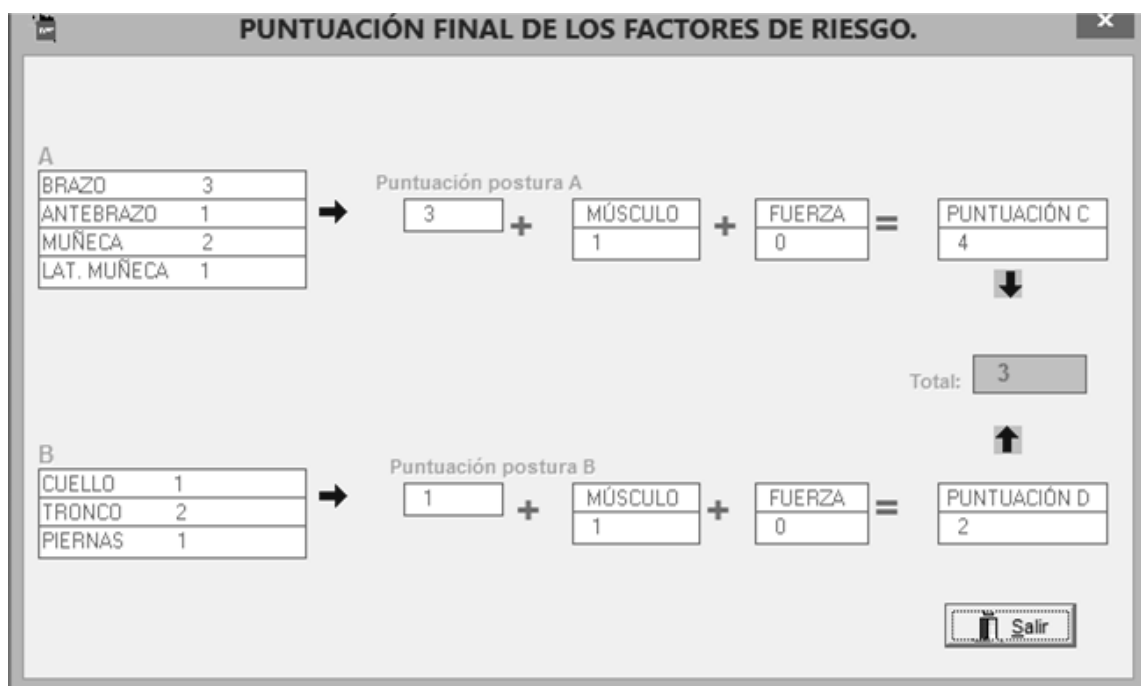 PUNTUACIÓN FINAL DE LOS FACTORES DE RIESGO.
A
BRAZO 3
ANTEBRAZO 1
MUÑECA 2
LAT. MUÑECA 1
Puntuación postura A
3 + MÚSCULO 1 + FUERZA 0 = PUNTUACIÓN C 4
Total: 3
B
CUELLO 1
TRONCO 2
PIERNAS 1
Puntuación postura B
1 + MÚSCULO 1 + FUERZA 0 = PUNTUACIÓN D 2
Salir